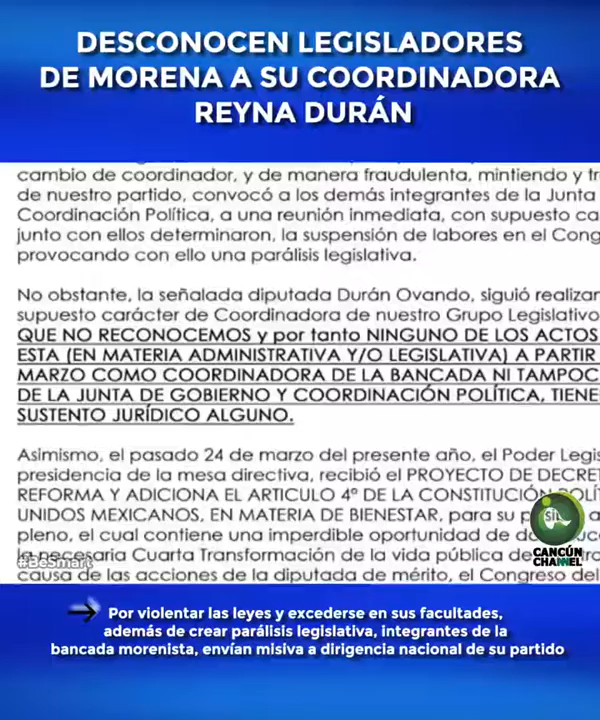 DESCONOCEN LEGISLADORES
DE MORENA A SU COORDINADORA
REYNA DURÁN
cambio de coordinador, y de manera fraudulenta, mintiendo y tr
de nuestro partido, convocó a los demás integrantes de la Junta
Coordinación Política, a una reunión inmediata, con supuesto ca
junto con ellos determinaron, la suspensión de labores en el Cong
provocando con ello una parálisis legislativa.
No obstante, la señalada diputada Durán Ovando, siguió realizar
supuesto carácter de Coordinadora de nuestro Grupo Legislativo
QUE NO RECONOCEMOS y por tanto NINGUNO DE LOS ACTOS
ESTA (EN MATERIA ADMINISTRATIVA Y/O LEGISLATIVA) A PARTIR
MARZO COMO COORDINADORA DE LA BANCADA NI TAMPOC
DE LA JUNTA DE GOBIERNO Y COORDINACIÓN POLÍTICA, TIENE
SUSTENTO JURÍDICO ALGUNO.
Asimismo, el pasado 24 de marzo del presente año, el Poder Legis
presidencia de la mesa directiva, recibió el PROYECTO DE DECRET
REFORMA Y ADICIONA EL ARTICULO 4º DE LA CONSTITUCIÓN POLÍT
UNIDOS MEXICANOS, EN MATERIA DE BIENESTAR, para su p
pleno, el cual contiene una imperdible oportunidad de
la necesaria Cuarta Transformación de la vida pública de
causa de las acciones de la diputada de mérito, el Congreso del
#BeSmart
SÍ
CANCÚN
CHANNEL
Por violentar las leyes y excederse en sus facultades,
además de crear parálisis legislativa, integrantes de la
bancada morenista, envían misiva a dirigencia nacional de su partido